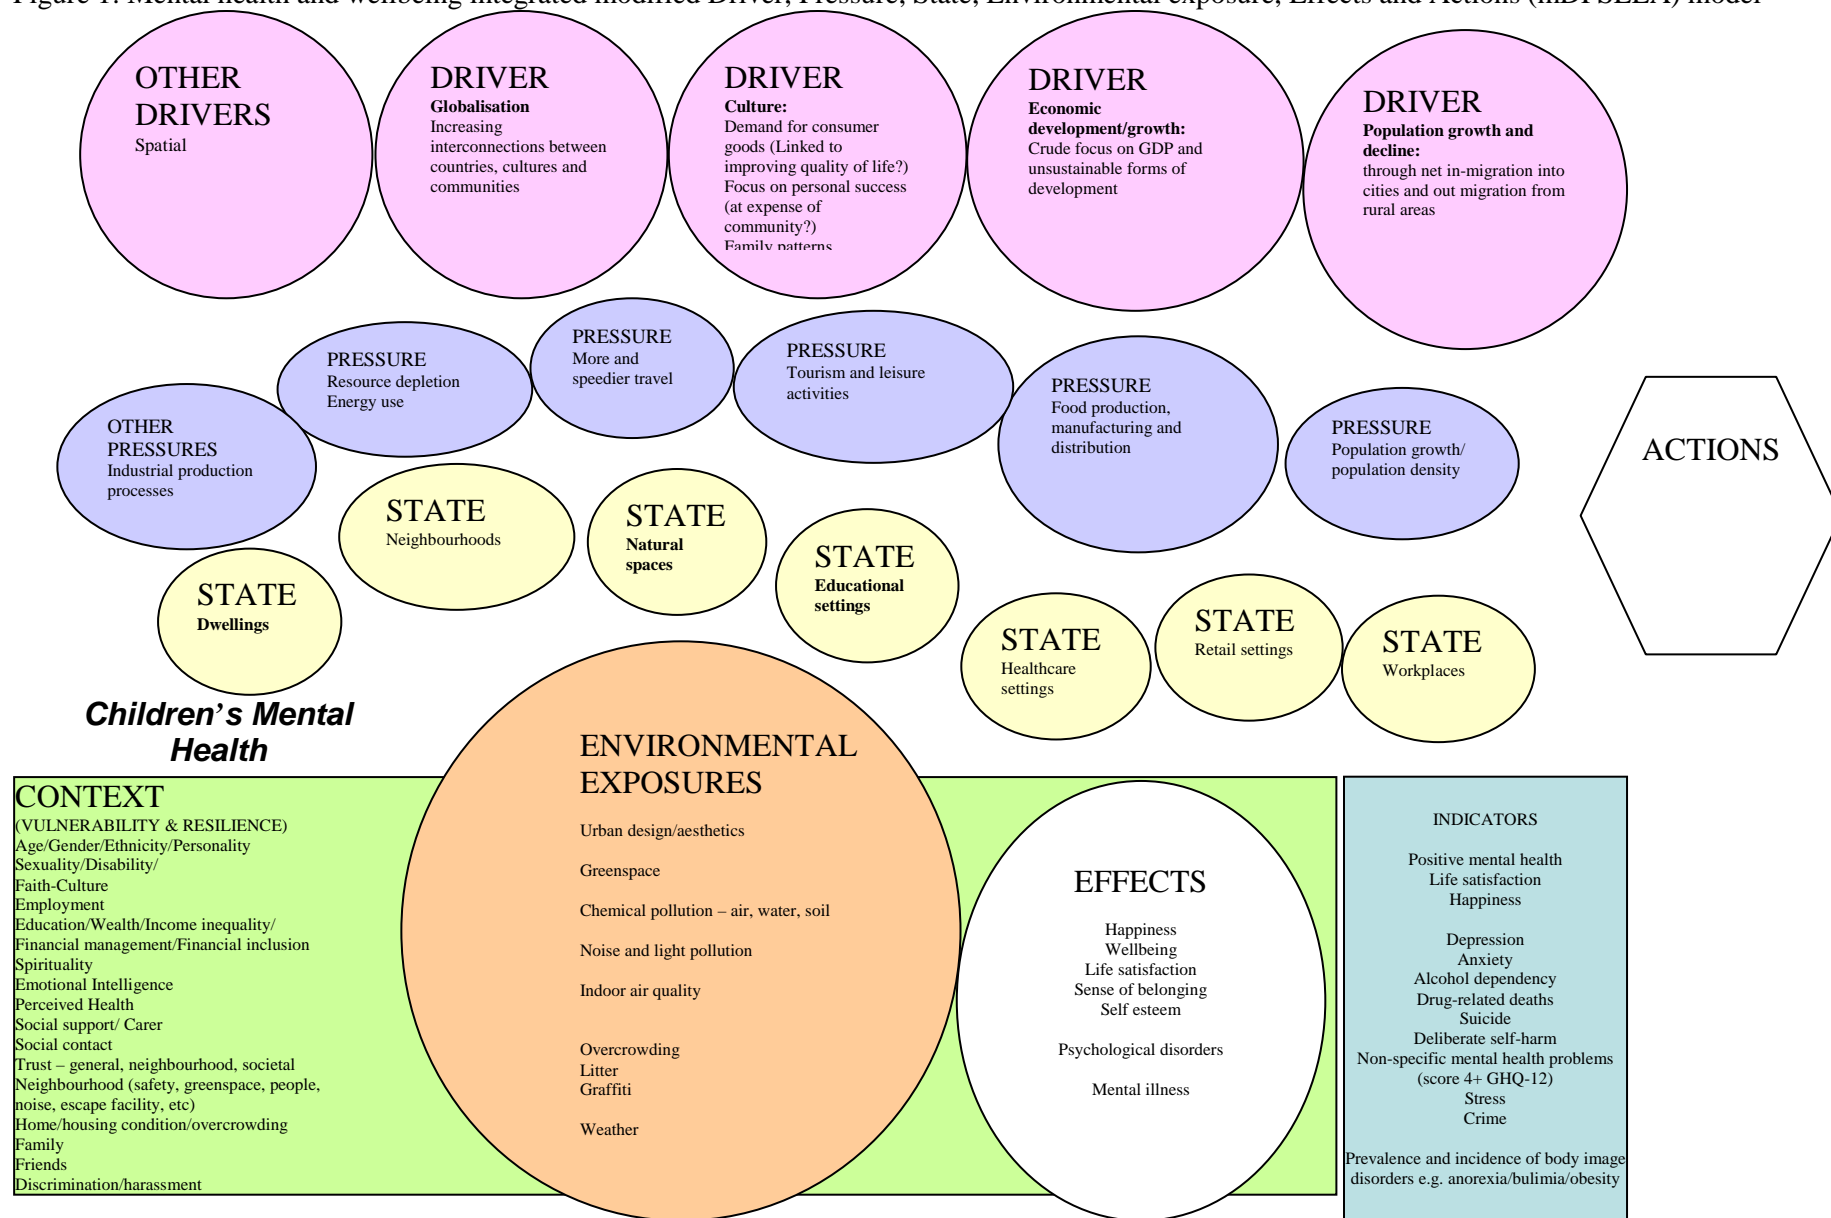 Figure 1: Mental health and wellbeing integrated modified Driver, Pressure, State, Environmental exposure, Effects and Actions (mDPSEEA) model
OTHER
DRIVERS
Spatial
DRIVER
Globalisation
Increasing
interconnections between
countries, cultures and
communities
DRIVER
Culture:
Demand for consumer
goods (Linked to
improving quality of life?)
Focus on personal success
(at expense of
community?)
Family patterns
DRIVER
Economic
development/growth:
Crude focus on GDP and
unsustainable forms of
development
DRIVER
Population growth and
decline:
through net in-migration into
cities and out migration from
rural areas
OTHER
PRESSURES
Industrial production
processes
PRESSURE
Resource depletion
Energy use
PRESSURE
More and
speedier travel
PRESSURE
Tourism and leisure
activities
PRESSURE
Food production,
manufacturing and
distribution
PRESSURE
Population growth/
population density
ACTIONS
STATE
Dwellings
STATE
Neighbourhoods
STATE
Natural
spaces
STATE
Educational
settings
STATE
Healthcare
settings
STATE
Retail settings
STATE
Workplaces
Children’s Mental
Health
CONTEXT
(VULNERABILITY & RESILIENCE)
Age/Gender/Ethnicity/Personality
Sexuality/Disability/
Faith-Culture
Employment
Education/Wealth/Income inequality/
Financial management/Financial inclusion
Spirituality
Emotional Intelligence
Perceived Health
Social support/ Carer
Social contact
Trust – general, neighbourhood, societal
Neighbourhood (safety, greenspace, people,
noise, escape facility, etc)
Home/housing condition/overcrowding
Family
Friends
Discrimination/harassment
ENVIRONMENTAL
EXPOSURES
Urban design/aesthetics
Greenspace
Chemical pollution – air, water, soil
Noise and light pollution
Indoor air quality
Overcrowding
Litter
Graffiti
Weather
EFFECTS
Happiness
Wellbeing
Life satisfaction
Sense of belonging
Self esteem
Psychological disorders
Mental illness
INDICATORS
Positive mental health
Life satisfaction
Happiness
Depression
Anxiety
Alcohol dependency
Drug-related deaths
Suicide
Deliberate self-harm
Non-specific mental health problems
(score 4+ GHQ-12)
Stress
Crime
Prevalence and incidence of body image
disorders e.g. anorexia/bulimia/obesity